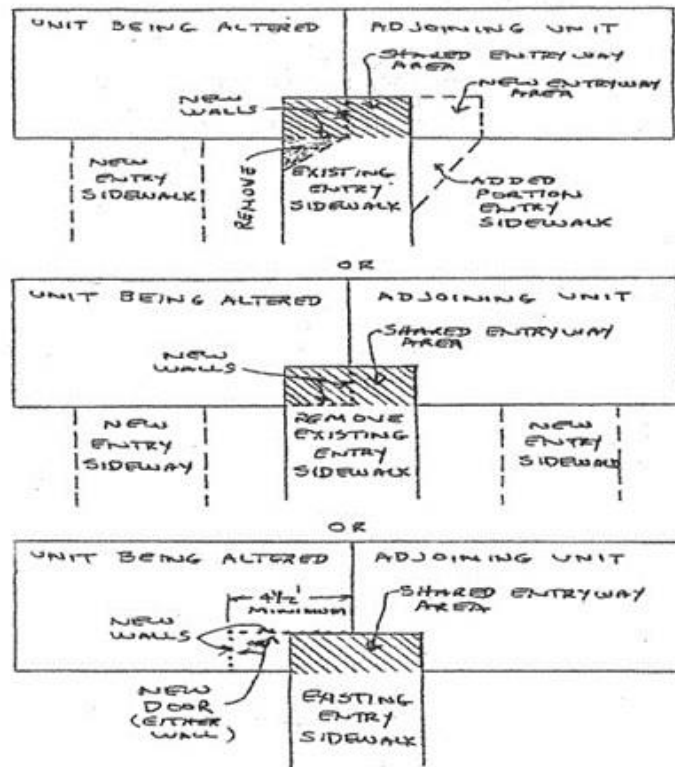 UNIT BEING ALTERED
ADJOINING UNIT
SHARED ENTRYWAY
AREA
NEW ENTRYWAY
AREA
NEW
WALLS
NEW
ENTRY
SIDEWALK
REMOVE
EXISTING
ENTRY
SIDEWALK
ADDED
PORTION
ENTRY
SIDEWALK
OR
UNIT BEING ALTERED
ADJOINING UNIT
SHARED ENTRYWAY
AREA
NEW
WALLS
NEW
ENTRY
SIDEWAY
REMOVE
EXISTING
ENTRY
SIDEWALK
NEW
ENTRY
SIDEWALK
OR
UNIT BEING ALTERED
ADJOINING UNIT
4½'
MINIMUM
SHARED ENTRYWAY
AREA
NEW
WALLS
NEW
DOOR
(EITHER
WALL)
EXISTING
ENTRY
SIDEWALK